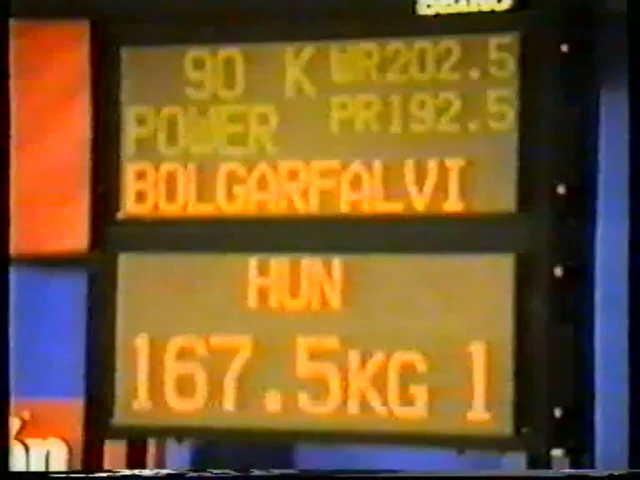 90 K WR202.5
POWER PR192.5
BOLGARFALVI
HUN
167.5KG 1